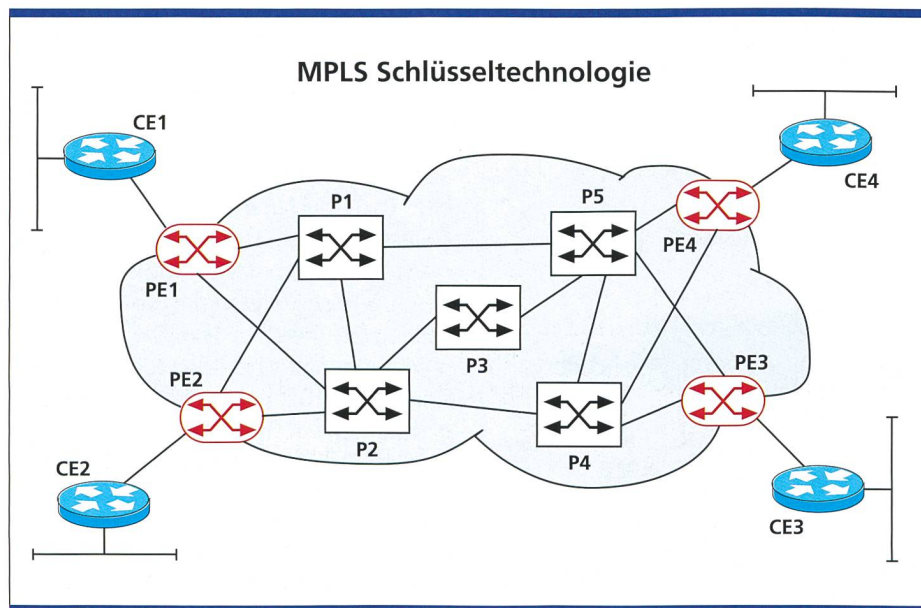 MPLS Schlüsseltechnologie
CE1
CE4
P1
P5
PE4
PE1
P3
PE2
PE3
P2
P4
CE2
CE3